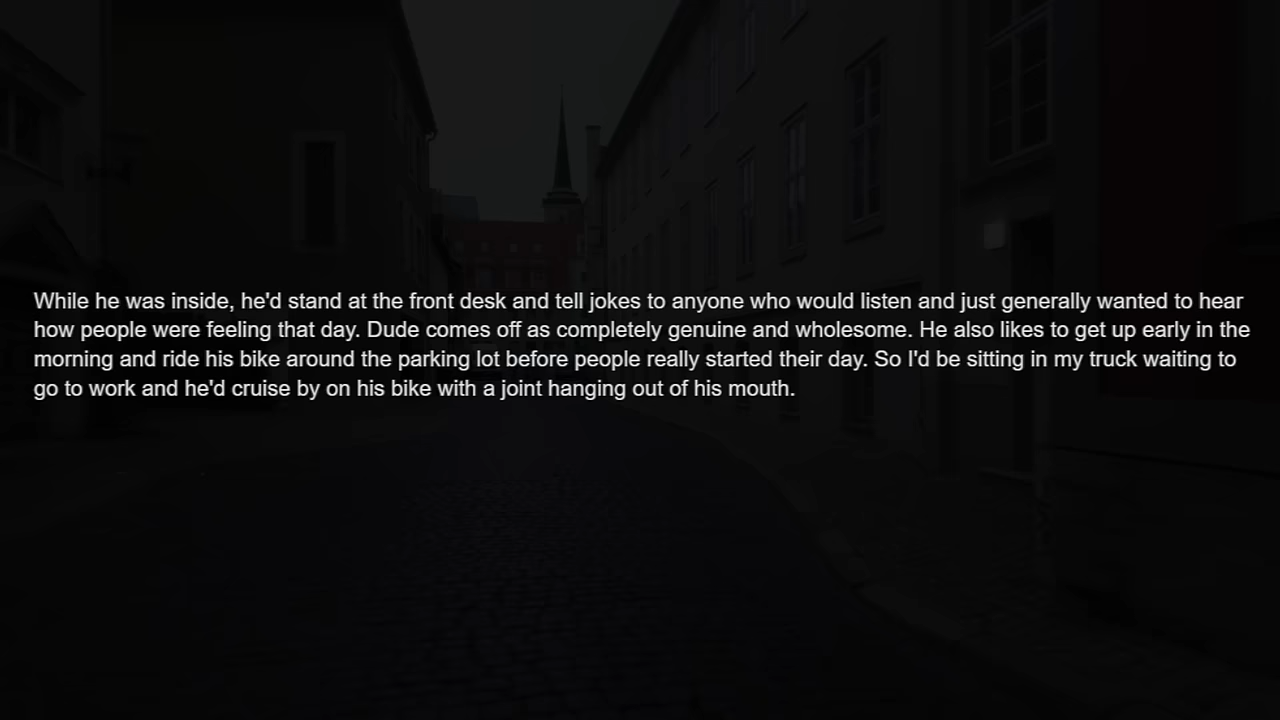 While he was inside, he'd stand at the front desk and tell jokes to anyone who would listen and just generally wanted to hear
how people were feeling that day. Dude comes off as completely genuine and wholesome. He also likes to get up early in the
morning and ride his bike around the parking lot before people really started their day. So I'd be sitting in my truck waiting to
go to work and he'd cruise by on his bike with a joint hanging out of his mouth.